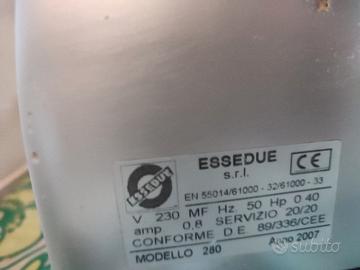 ESSEDUE
s.r.l.
CE
ESSEDUE
EN 55014/61000 - 32/61000 - 33
V 230 MF Hz 50 Hp 0 40
amp 0,8 SERVIZIO 20/20
CONFORME D.E 89/336/CEE
MODELLO 280 Anno 2007
subito